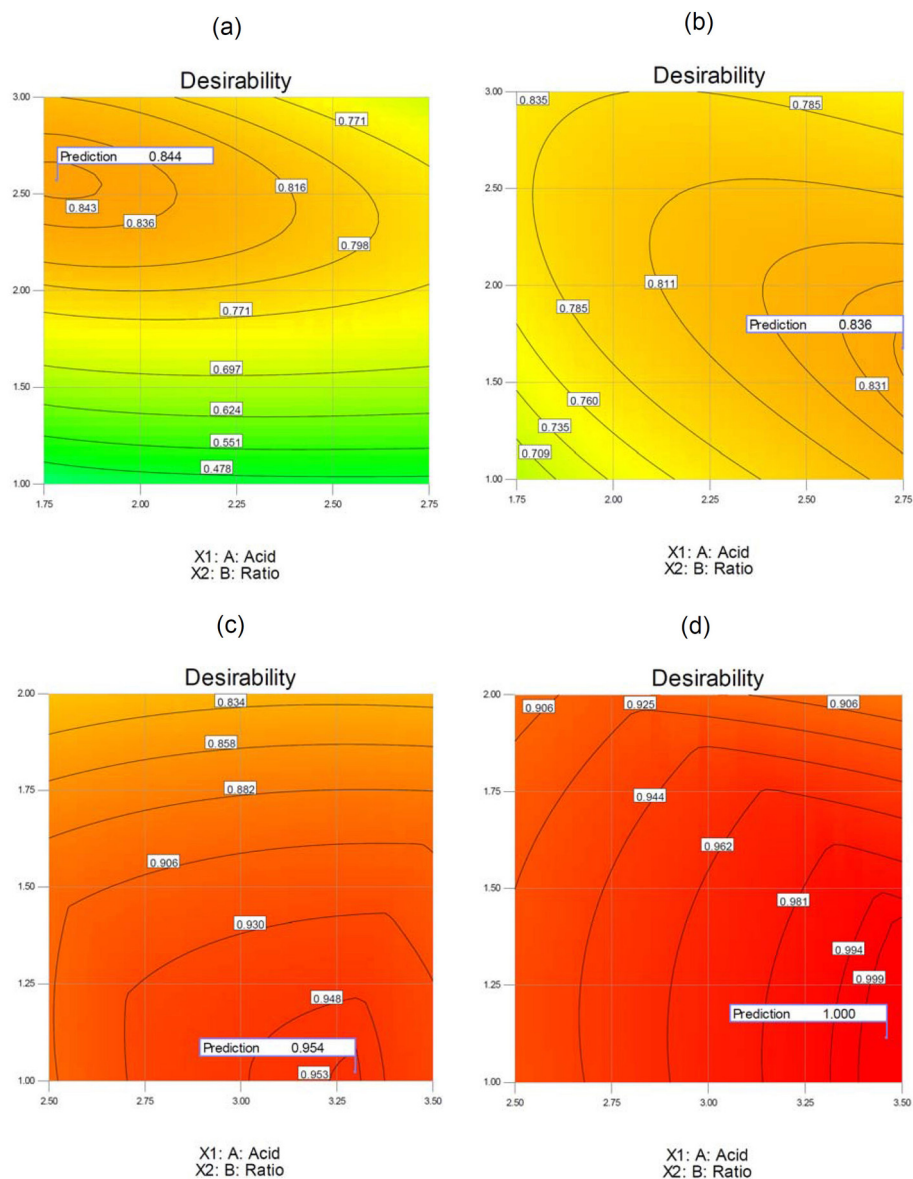 (a)
Desirability
3.00
2.50
2.00
1.50
1.00
0.771
Prediction 0.844
0.816
0.843
0.836
0.798
0.771
0.697
0.624
0.551
0.478
1.75 2.00 2.25 2.50 2.75
X1: A: Acid
X2: B: Ratio
(b)
Desirability
3.00
2.50
2.00
1.50
1.00
0.835
0.785
0.811
0.785
Prediction 0.836
0.831
0.760
0.735
0.709
1.75 2.00 2.25 2.50 2.75
X1: A: Acid
X2: B: Ratio
(c)
Desirability
2.00
1.75
1.50
1.25
1.00
0.834
0.858
0.882
0.906
0.930
0.948
Prediction 0.954
0.953
2.50 2.75 3.00 3.25 3.50
X1: A: Acid
X2: B: Ratio
(d)
Desirability
2.00
1.75
1.50
1.25
1.00
0.906
0.925
0.906
0.944
0.962
0.981
0.994
0.999
Prediction 1.000
2.50 2.75 3.00 3.25 3.50
X1: A: Acid
X2: B: Ratio